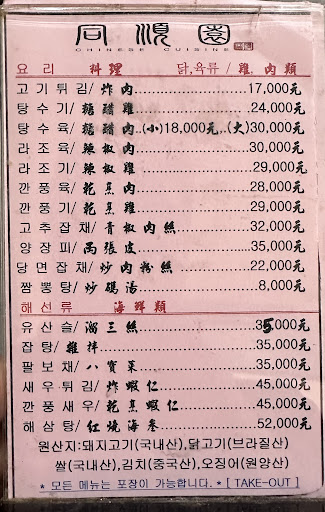 同順園
CHINESE CUISINE
요리 料理 닭,육류/雞,肉類
고기튀김/炸肉 17,000元
탕수기/糖醋雞 24,000元
탕수육/糖醋肉..(小)18,000元..(大)30,000元
라조육/辣椒肉 30,000元
라조기/辣椒雞 29,000元
깐풍육/乾烹肉 28,000元
깐풍기/乾烹雞 29,000元
고추잡채/青椒肉絲 32,000元
양장피/両張皮 35,000元
당면잡채/炒肉粉絲 22,000元
짬뽕탕/炒碼湯 8,000元
해선류 海鮮類
유산슬/溜三絲 35,000元
잡탕/雜拌 35,000元
팔보채/八寶菜 35,000元
새우튀김/炸蝦仁 45,000元
깐풍새우/乾烹蝦仁 45,000元
해삼탕/紅燒海參 52,000元
원산지:돼지고기(국내산),닭고기(브라질산)
쌀(국내산),김치(중국산),오징어(원양산)
* 모든 메뉴는 포장이 가능합니다.* [ TAKE-OUT ]